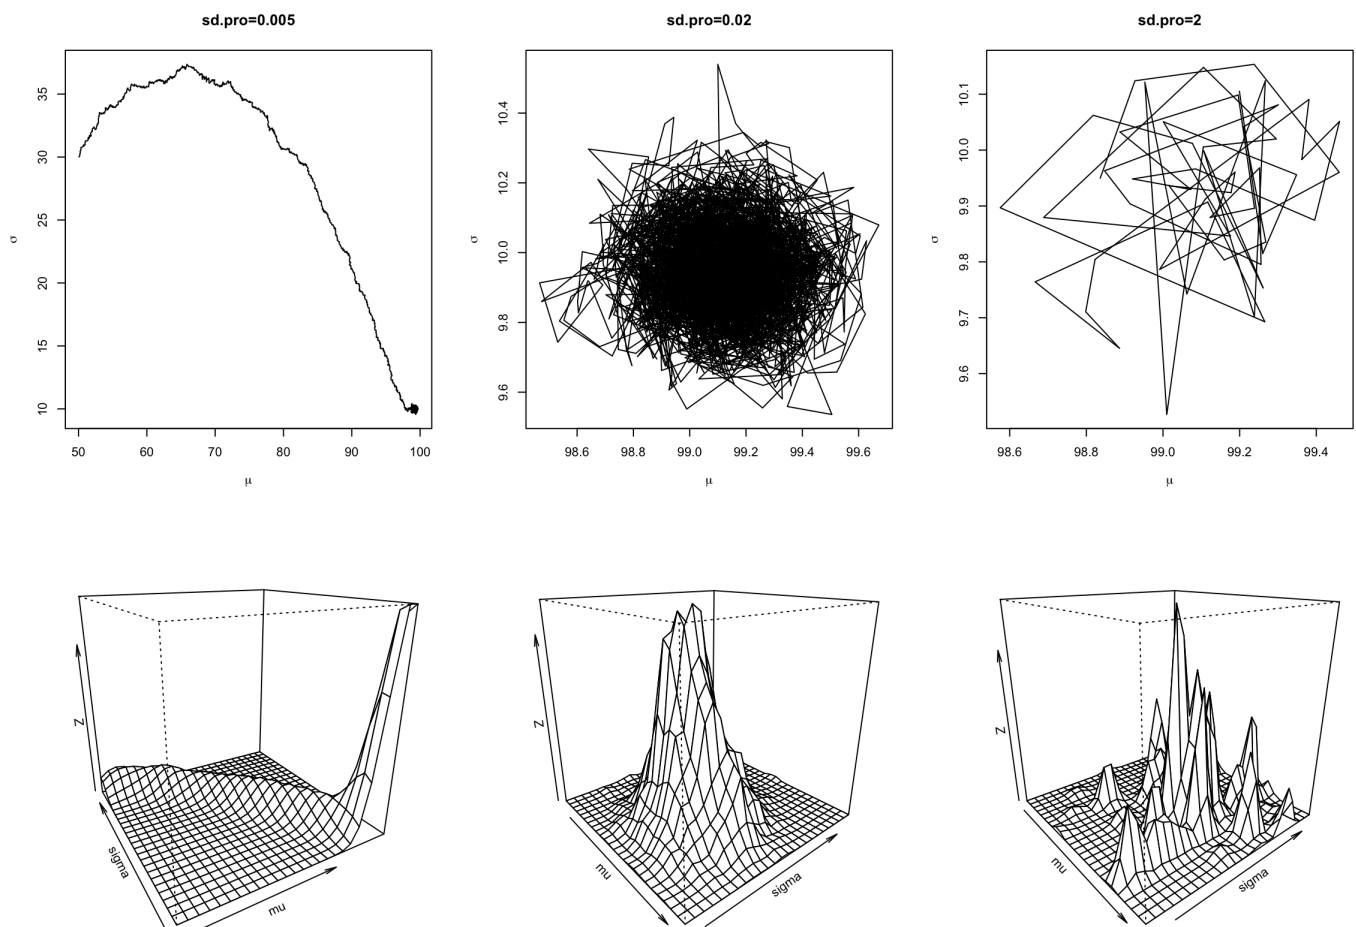 sd.pro=0.005
35
30
25
20
15
10
σ
50 60 70 80 90 100
μ
sd.pro=0.02
10.4
10.2
10.0
9.8
9.6
σ
98.6 98.8 99.0 99.2 99.4 99.6
μ
sd.pro=2
10.1
10.0
9.9
9.8
9.7
9.6
σ
98.6 98.8 99.0 99.2 99.4
μ
Z
sigma
mu
Z
mu
sigma
Z
mu
sigma